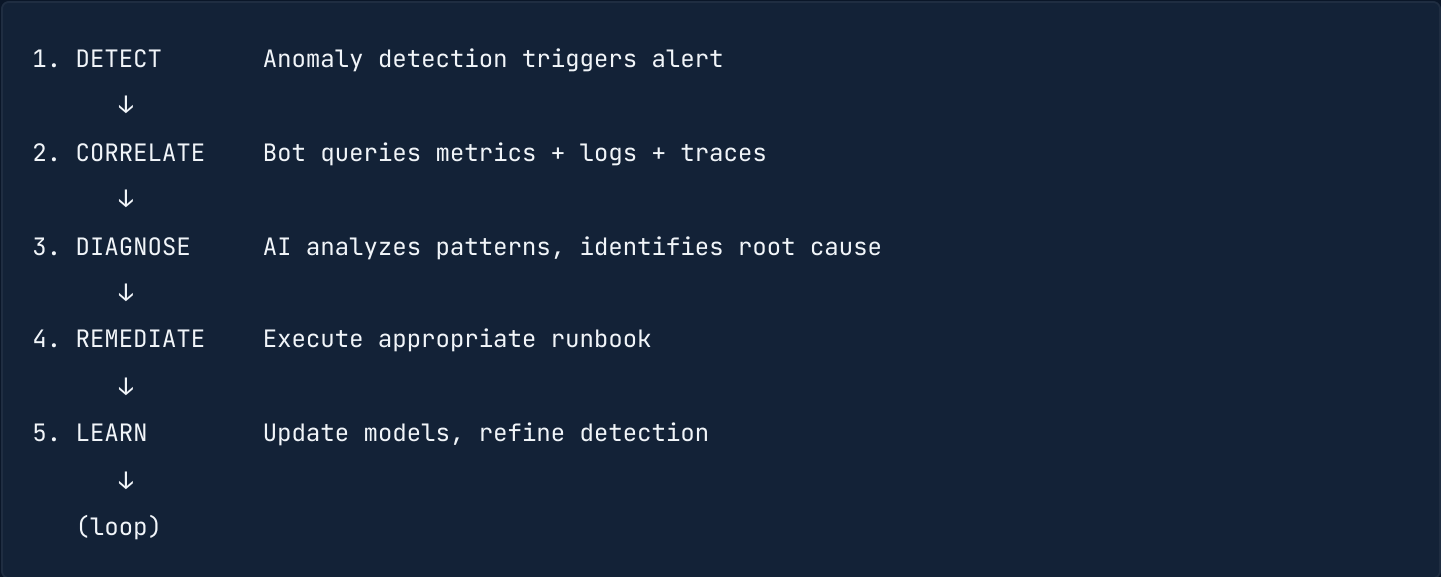 1. DETECT       Anomaly detection triggers alert
      ↓
2. CORRELATE    Bot queries metrics + logs + traces
      ↓
3. DIAGNOSE     AI analyzes patterns, identifies root cause
      ↓
4. REMEDIATE    Execute appropriate runbook
      ↓
5. LEARN        Update models, refine detection
      ↓
   (loop)